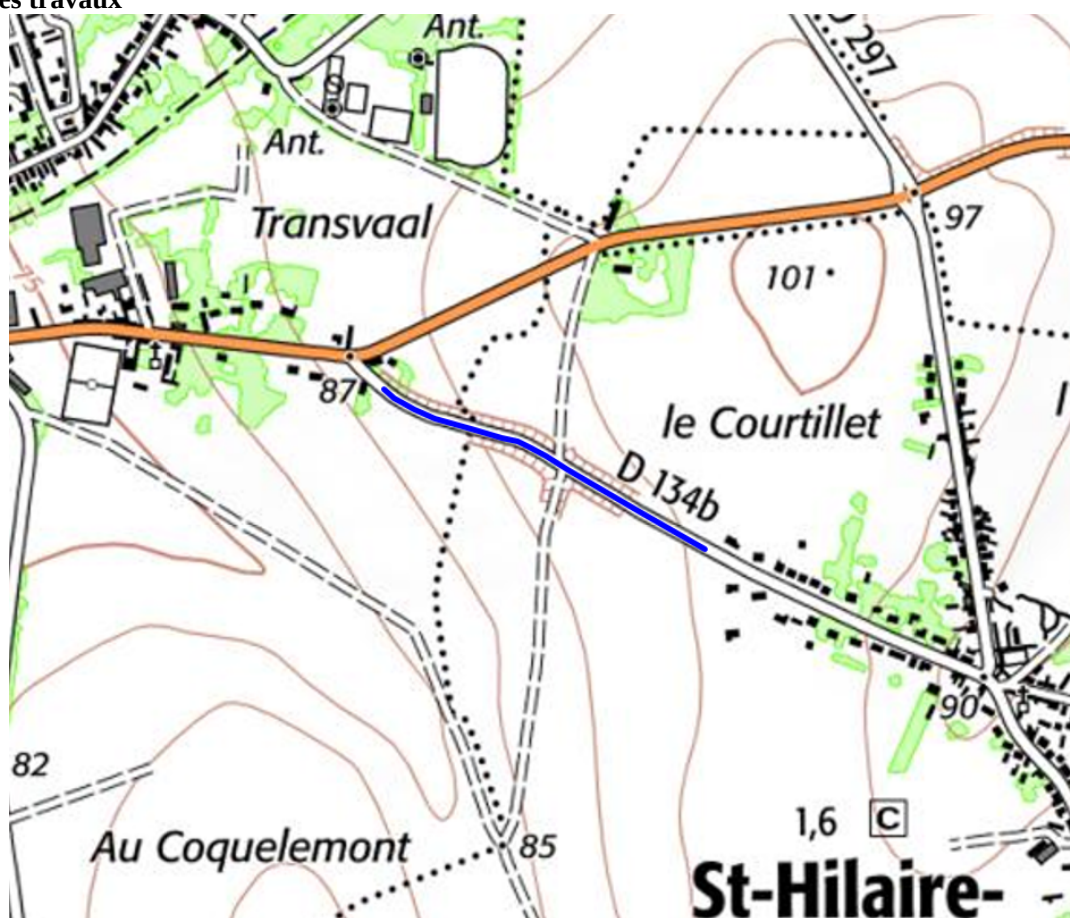 es travaux
Ant.
D 297
Ant.
Transvaal
97
101
75
87
le Courtillet
D 134b
90
82
1,6 C
Au Coquelemont
85
St-Hilaire-